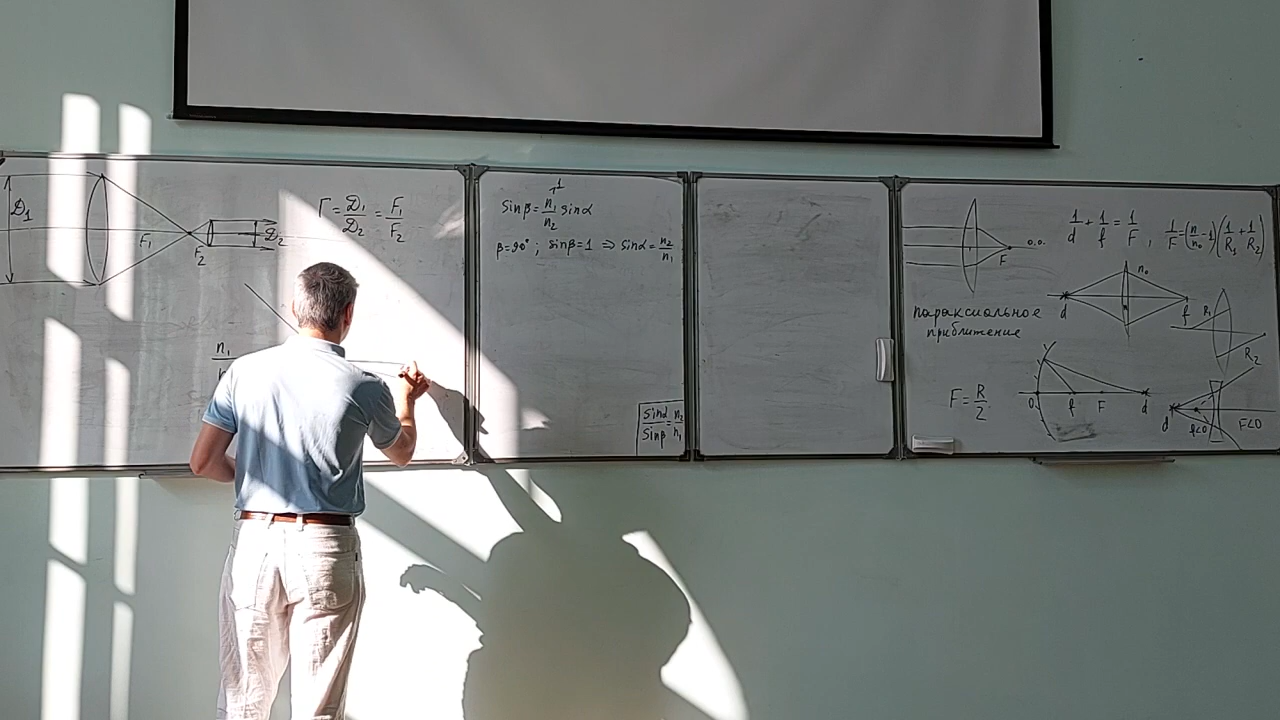 D₁
F₁
F₂
D₂
Г = D₁/D₂ = F₁/F₂
n₁
1
Sinβ = n₁/n₂ sinα
β=90° ; sinβ=1 ⇒ sinα = n₂/n₁
Sinα/Sinβ = n₂/n₁
F
о.о.
1/d + 1/f = 1/F , 1/F = (n/n₀ - 1)(1/R₁ + 1/R₂)
параксиальное
приближение
n₀
n
d
f
R₁
R₂
F = R/2
O
f
F
d
d
f<0
F<0